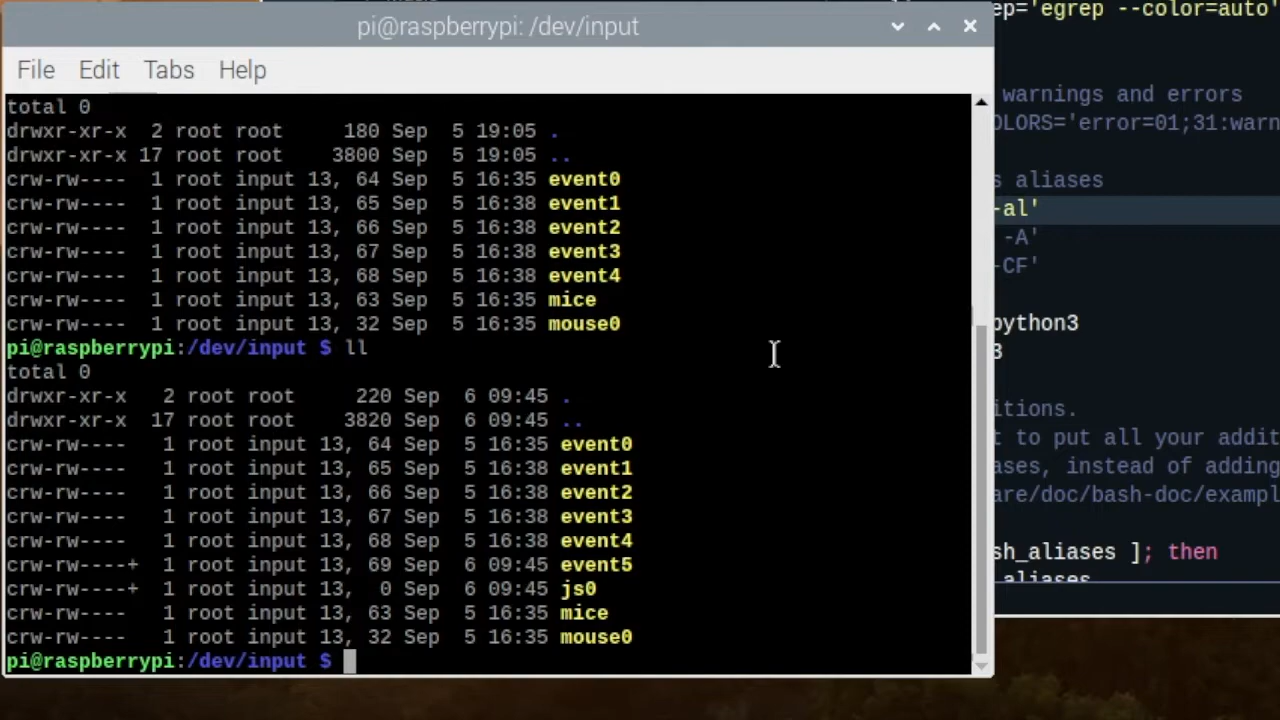 pi@raspberrypi: /dev/input
File Edit Tabs Help
total 0
drwxr-xr-x  2 root root     180 Sep  5 19:05 .
drwxr-xr-x 17 root root    3800 Sep  5 19:05 ..
crw-rw----  1 root input 13, 64 Sep  5 16:35 event0
crw-rw----  1 root input 13, 65 Sep  5 16:38 event1
crw-rw----  1 root input 13, 66 Sep  5 16:38 event2
crw-rw----  1 root input 13, 67 Sep  5 16:38 event3
crw-rw----  1 root input 13, 68 Sep  5 16:38 event4
crw-rw----  1 root input 13, 63 Sep  5 16:35 mice
crw-rw----  1 root input 13, 32 Sep  5 16:35 mouse0
pi@raspberrypi:/dev/input $ ll
total 0
drwxr-xr-x   2 root root     220 Sep  6 09:45 .
drwxr-xr-x  17 root root    3820 Sep  6 09:45 ..
crw-rw----   1 root input 13, 64 Sep  5 16:35 event0
crw-rw----   1 root input 13, 65 Sep  5 16:38 event1
crw-rw----   1 root input 13, 66 Sep  5 16:38 event2
crw-rw----   1 root input 13, 67 Sep  5 16:38 event3
crw-rw----   1 root input 13, 68 Sep  5 16:38 event4
crw-rw----+  1 root input 13, 69 Sep  6 09:45 event5
crw-rw----+  1 root input 13,  0 Sep  6 09:45 js0
crw-rw----   1 root input 13, 63 Sep  5 16:35 mice
crw-rw----   1 root input 13, 32 Sep  5 16:35 mouse0
pi@raspberrypi:/dev/input $
ep='egrep --color=auto'
warnings and errors
OLORS='error=01;31:warn
s aliases
-al'
-A'
-CF'
python3
3
itions.
t to put all your addit
ases, instead of adding
are/doc/bash-doc/exampl
sh_aliases ]; then
aliases